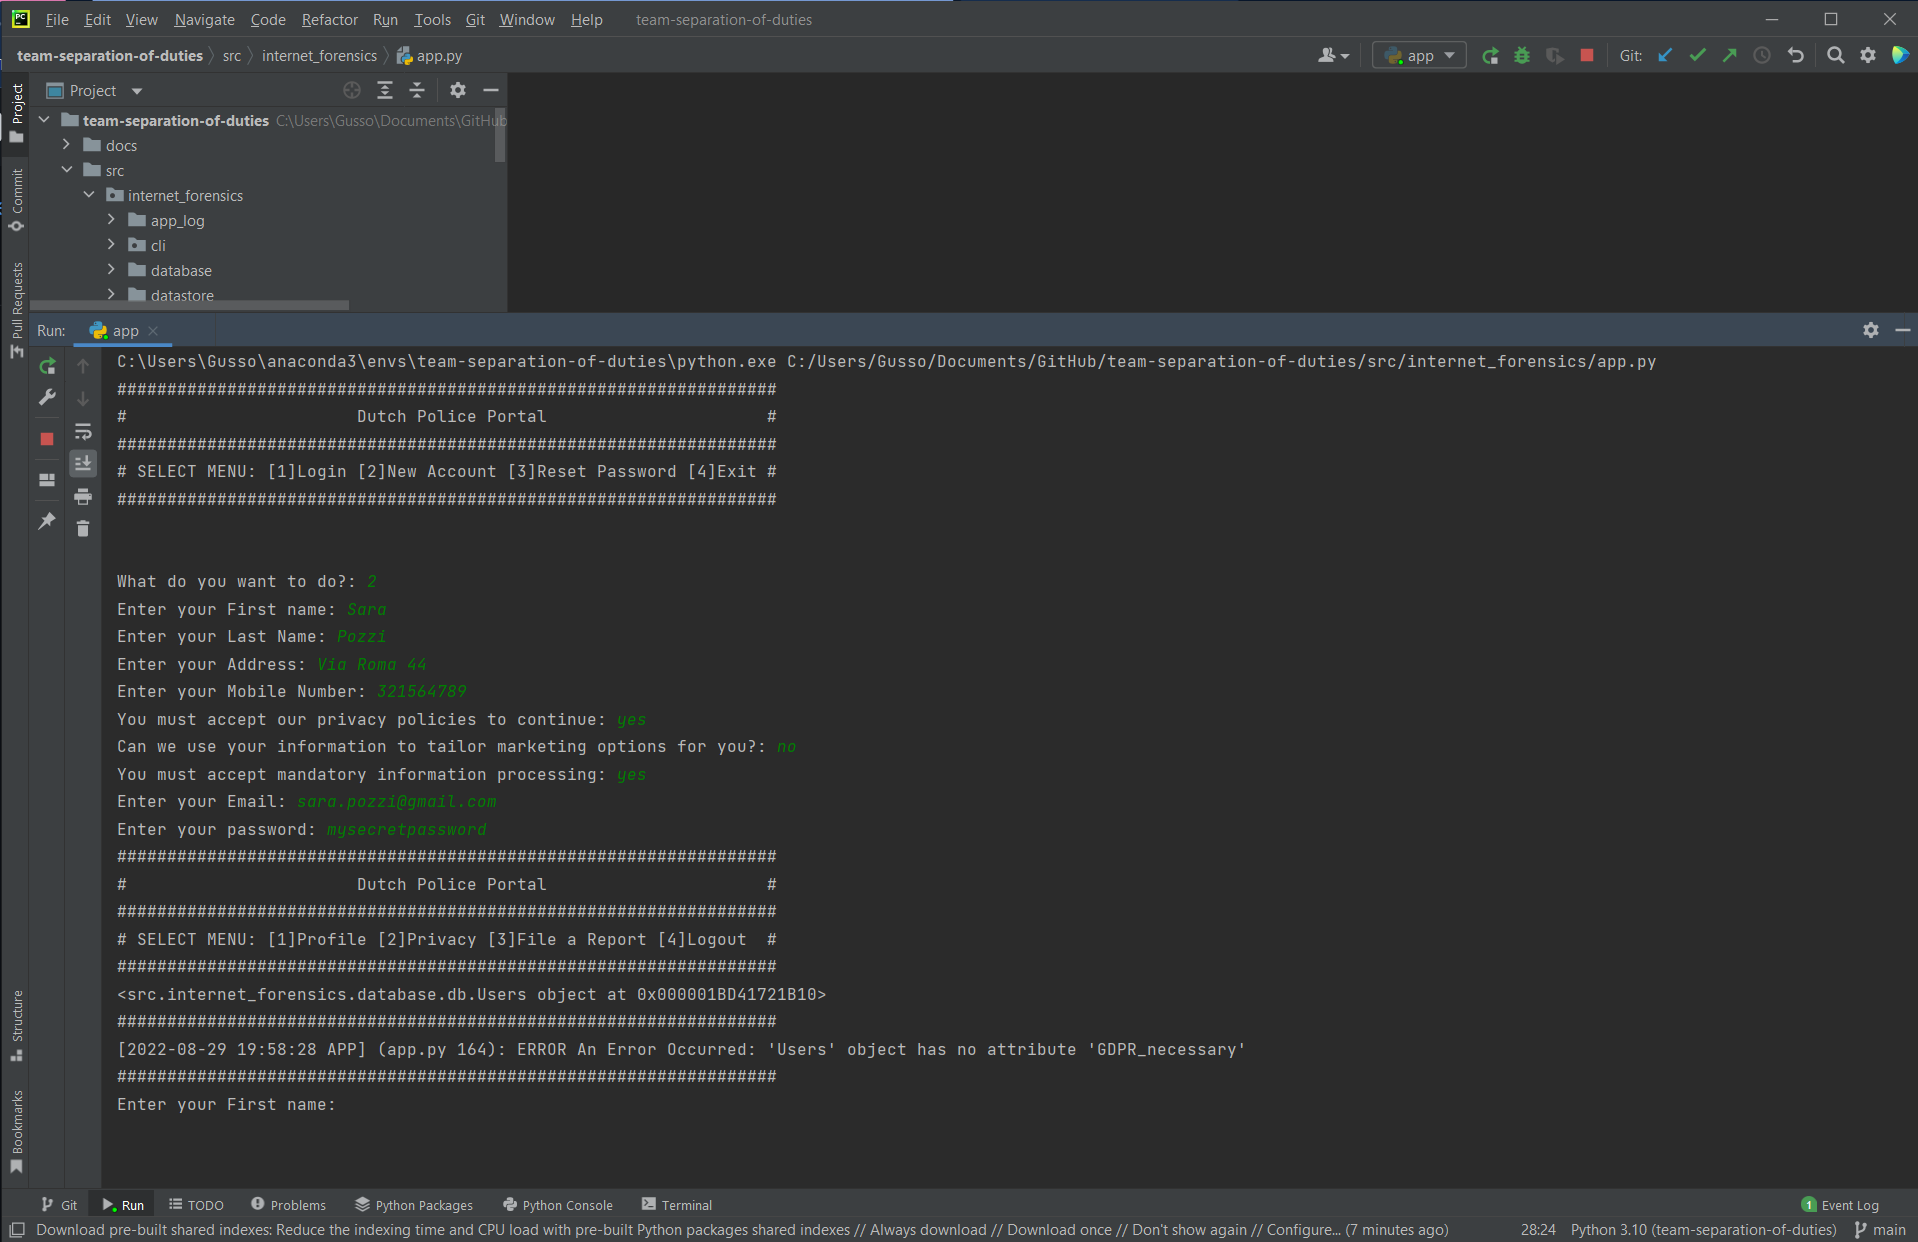 PC File Edit View Navigate Code Refactor Run Tools Git Window Help team-separation-of-duties
team-separation-of-duties src internet_forensics app.py app Git:
Project
Project
team-separation-of-duties C:\Users\Gusso\Documents\GitHub
docs
src
internet_forensics
app_log
cli
database
datastore
Commit
Pull Requests
Run: app
C:\Users\Gusso\anaconda3\envs\team-separation-of-duties\python.exe C:/Users/Gusso/Documents/GitHub/team-separation-of-duties/src/internet_forensics/app.py
##################################################################
# Dutch Police Portal #
##################################################################
# SELECT MENU: [1]Login [2]New Account [3]Reset Password [4]Exit #
##################################################################
What do you want to do?: 2
Enter your First name: Sara
Enter your Last Name: Pozzi
Enter your Address: Via Roma 44
Enter your Mobile Number: 321564789
You must accept our privacy policies to continue: yes
Can we use your information to tailor marketing options for you?: no
You must accept mandatory information processing: yes
Enter your Email: sara.pozzi@gmail.com
Enter your password: mysecretpassword
##################################################################
# Dutch Police Portal #
##################################################################
# SELECT MENU: [1]Profile [2]Privacy [3]File a Report [4]Logout #
##################################################################
<src.internet_forensics.database.db.Users object at 0x000001BD41721B10>
##################################################################
[2022-08-29 19:58:28 APP] (app.py 164): ERROR An Error Occurred: 'Users' object has no attribute 'GDPR_necessary'
##################################################################
Enter your First name:
Structure
Bookmarks
Git Run TODO Problems Python Packages Python Console Terminal 1 Event Log
Download pre-built shared indexes: Reduce the indexing time and CPU load with pre-built Python packages shared indexes // Always download // Download once // Don't show again // Configure... (7 minutes ago) 28:24 Python 3.10 (team-separation-of-duties) main